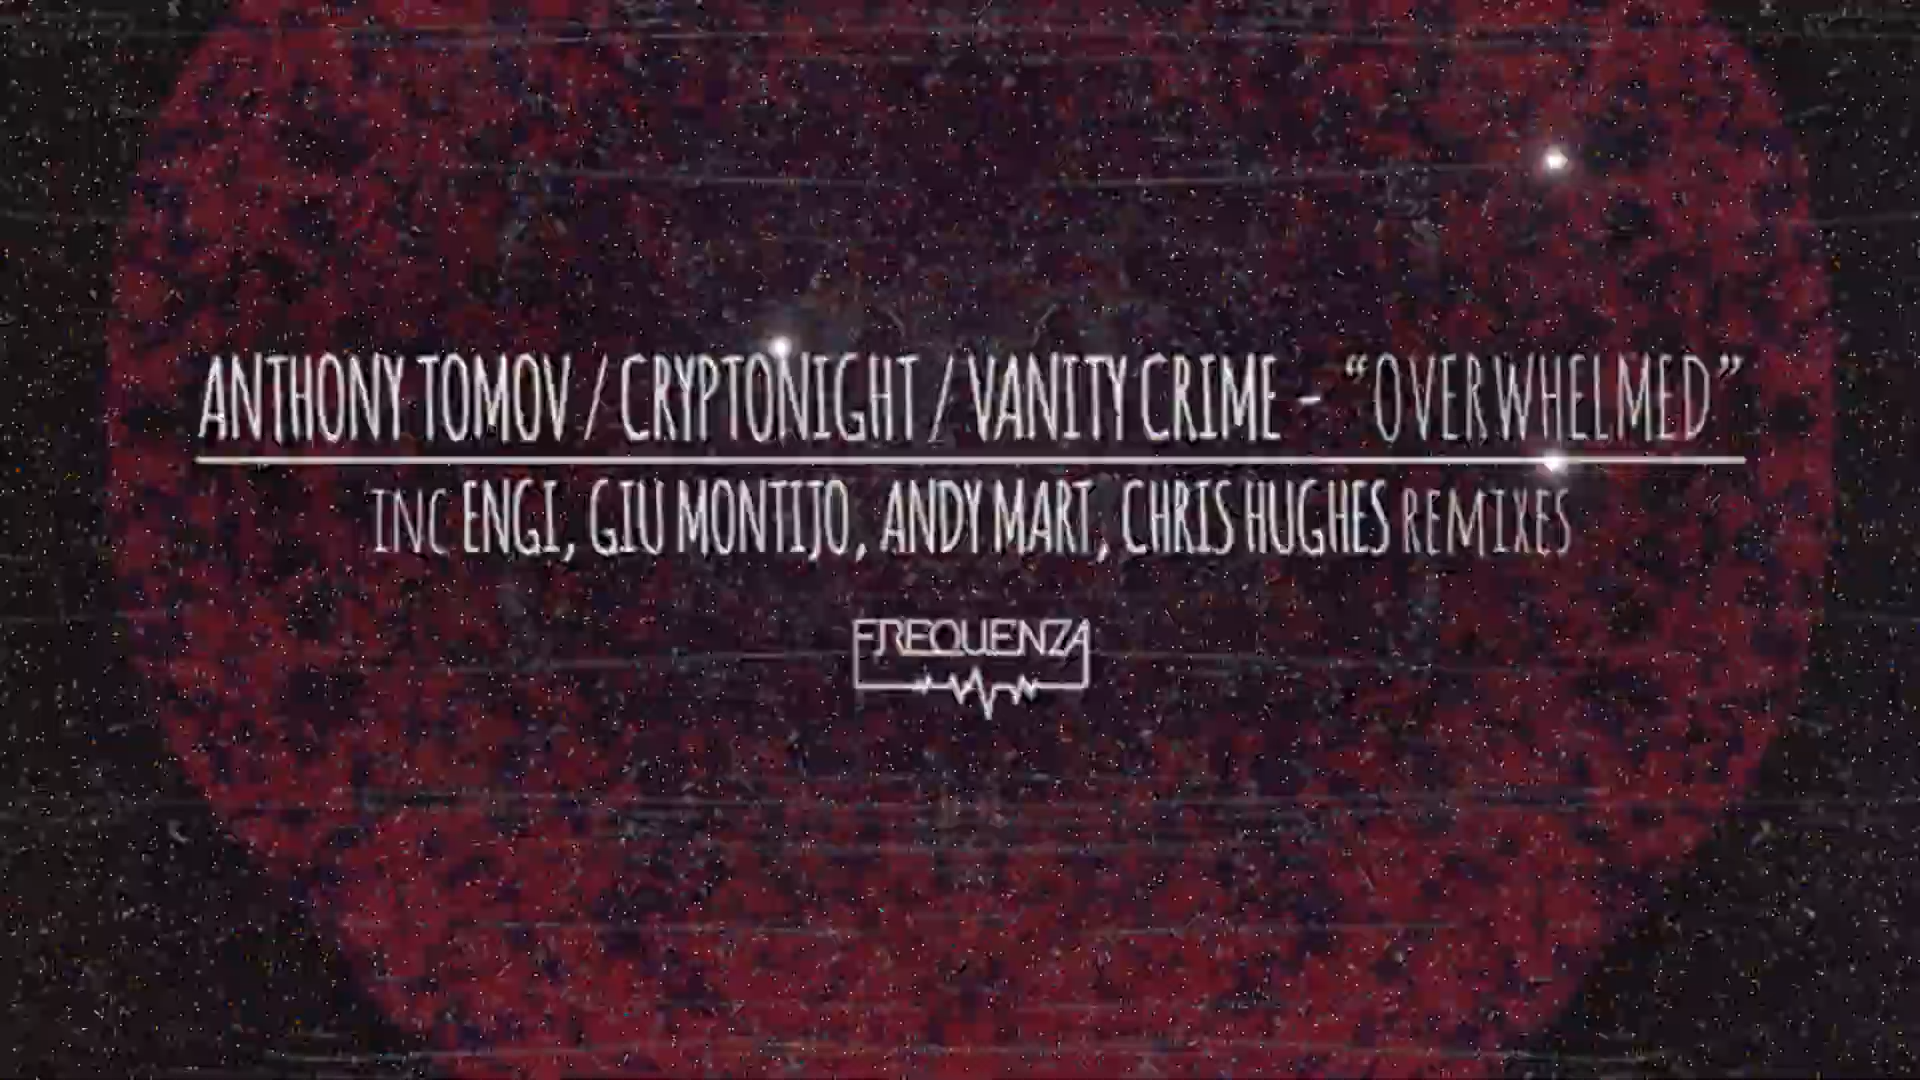 ANTHONY TOMOV / CRYPTONIGHT / VANITY CRIME - “OVERWHELMED”
INC ENGI, GIU MONTIJO, ANDY MART, CHRIS HUGHES REMIXES
FREQUENZA